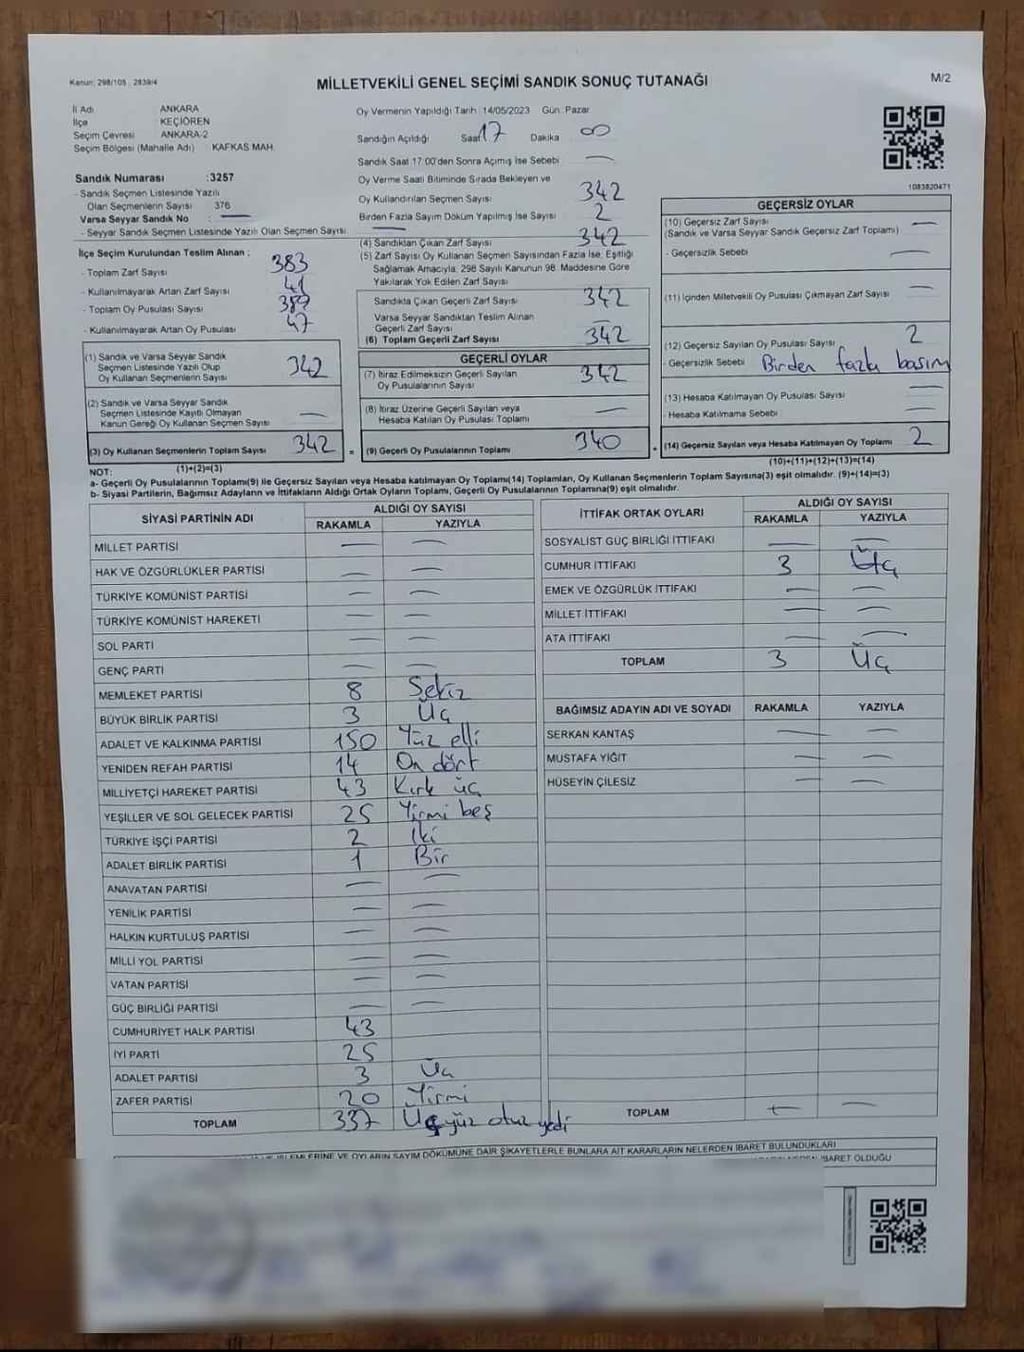 Kanun: 298/105 , 2839/4
MİLLETVEKİLİ GENEL SEÇİMİ SANDIK SONUÇ TUTANAĞI
M/2
İl Adı ANKARA
İlçe KEÇİÖREN
Seçim Çevresi ANKARA-2
Seçim Bölgesi (Mahalle Adı) : KAFKAS MAH.
Oy Vermenin Yapıldığı Tarih : 14/05/2023 Gün : Pazar
Sandığın Açıldığı Saat 17 Dakika 00
Sandık Saat 17:00'den Sonra Açımış İse Sebebi —
Sandık Numarası :3257
- Sandık Seçmen Listesinde Yazılı
Olan Seçmenlerin Sayısı 376
Varsa Seyyar Sandık No : —
- Seyyar Sandık Seçmen Listesinde Yazılı Olan Seçmen Sayısı
Oy Verme Saati Bitiminde Sırada Bekleyen ve
Oy Kullandırılan Seçmen Sayısı 342
Birden Fazla Sayım Döküm Yapılmış İse Sayısı 2
—
1083820471
İlçe Seçim Kurulundan Teslim Alınan :
- Toplam Zarf Sayısı 383
- Kullanılmayarak Artan Zarf Sayısı 41
- Toplam Oy Pusulası Sayısı 389
- Kullanılmayarak Artan Oy Pusulası 47
(4) Sandıktan Çıkan Zarf Sayısı 342
(5) Zarf Sayısı Oy Kullanan Seçmen Sayısından Fazla İse, Eşitliği
Sağlamak Amacıyla, 298 Sayılı Kanunun 98. Maddesine Göre
Yakılarak Yok Edilen Zarf Sayısı
Sandıkta Çıkan Geçerli Zarf Sayısı 342
Varsa Seyyar Sandıktan Teslim Alınan
Geçerli Zarf Sayısı —
(6) Toplam Geçerli Zarf Sayısı 342
GEÇERSİZ OYLAR
(10) Geçersiz Zarf Sayısı —
(Sandık ve Varsa Seyyar Sandık Geçersiz Zarf Toplamı)
- Geçersizlik Sebebi —
(11) İçinden Milletvekili Oy Pusulası Çıkmayan Zarf Sayısı —
(12) Geçersiz Sayılan Oy Pusulası Sayısı 2
- Geçersizlik Sebebi Birden fazla basım
(13) Hesaba Katılmayan Oy Pusulası Sayısı —
- Hesaba Katılmama Sebebi —
(14) Geçersiz Sayılan veya Hesaba Katılmayan Oy Toplamı 2
(10)+(11)+(12)+(13)=(14)
(1) Sandık ve Varsa Seyyar Sandık
Seçmen Listesinde Yazılı Olup
Oy Kullanan Seçmenlerin Sayısı 342
(2) Sandık ve Varsa Seyyar Sandık
Seçmen Listesinde Kayıtlı Olmayan
Kanun Gereği Oy Kullanan Seçmen Sayısı —
(3) Oy Kullanan Seçmenlerin Toplam Sayısı 342
(1)+(2)=(3)
GEÇERLİ OYLAR
(7) İtiraz Edilmeksizin Geçerli Sayılan
Oy Pusulalarının Sayısı 342
(8) İtiraz Üzerine Geçerli Sayılan veya
Hesaba Katılan Oy Pusulası Toplamı —
(9) Geçerli Oy Pusulalarının Toplamı 340
NOT:
a- Geçerli Oy Pusulalarının Toplamı(9) ile Geçersiz Sayılan veya Hesaba katılmayan Oy Toplamı(14) Toplamları, Oy Kullanan Seçmenlerin Toplam Sayısına(3) eşit olmalıdır. (9)+(14)=(3)
b- Siyasi Partilerin, Bağımsız Adayların ve İttifakların Aldığı Ortak Oyların Toplamı, Geçerli Oy Pusulalarının Toplamına(9) eşit olmalıdır.
SİYASİ PARTİNİN ADI ALDIĞI OY SAYISI
RAKAMLA YAZIYLA
MİLLET PARTİSİ — —
HAK VE ÖZGÜRLÜKLER PARTİSİ — —
TÜRKİYE KOMÜNİST PARTİSİ — —
TÜRKİYE KOMÜNİST HAREKETİ — —
SOL PARTİ — —
GENÇ PARTİ — —
MEMLEKET PARTİSİ 8 Sekiz
BÜYÜK BİRLİK PARTİSİ 3 Üç
ADALET VE KALKINMA PARTİSİ 150 Yüz elli
YENİDEN REFAH PARTİSİ 14 On dört
MİLLİYETÇİ HAREKET PARTİSİ 43 Kırk üç
YEŞİLLER VE SOL GELECEK PARTİSİ 25 Yirmi beş
TÜRKİYE İŞÇİ PARTİSİ 2 İki
ADALET BİRLİK PARTİSİ 1 Bir
ANAVATAN PARTİSİ — —
YENİLİK PARTİSİ — —
HALKIN KURTULUŞ PARTİSİ — —
MİLLİ YOL PARTİSİ — —
VATAN PARTİSİ — —
GÜÇ BİRLİĞİ PARTİSİ — —
CUMHURİYET HALK PARTİSİ 43
İYİ PARTİ 25
ADALET PARTİSİ 3 Üç
ZAFER PARTİSİ 20 Yirmi
TOPLAM 337 Üçyüz otuz yedi
İTTİFAK ORTAK OYLARI ALDIĞI OY SAYISI
RAKAMLA YAZIYLA
SOSYALİST GÜÇ BİRLİĞİ İTTİFAKI — —
CUMHUR İTTİFAKI 3 Üç
EMEK VE ÖZGÜRLÜK İTTİFAKI — —
MİLLET İTTİFAKI — —
ATA İTTİFAKI — —
TOPLAM 3 Üç
BAĞIMSIZ ADAYIN ADI VE SOYADI RAKAMLA YAZIYLA
SERKAN KANTAŞ — —
MUSTAFA YİĞİT — —
HÜSEYİN ÇİLESİZ — —
TOPLAM — —
VE İŞLEMLERİNE VE OYLARIN SAYIM DÖKÜMÜNE DAİR ŞİKAYETLERLE BUNLARA AİT KARARLARIN NELERDEN İBARET BULUNDUKLARI
İBARET OLDUĞU